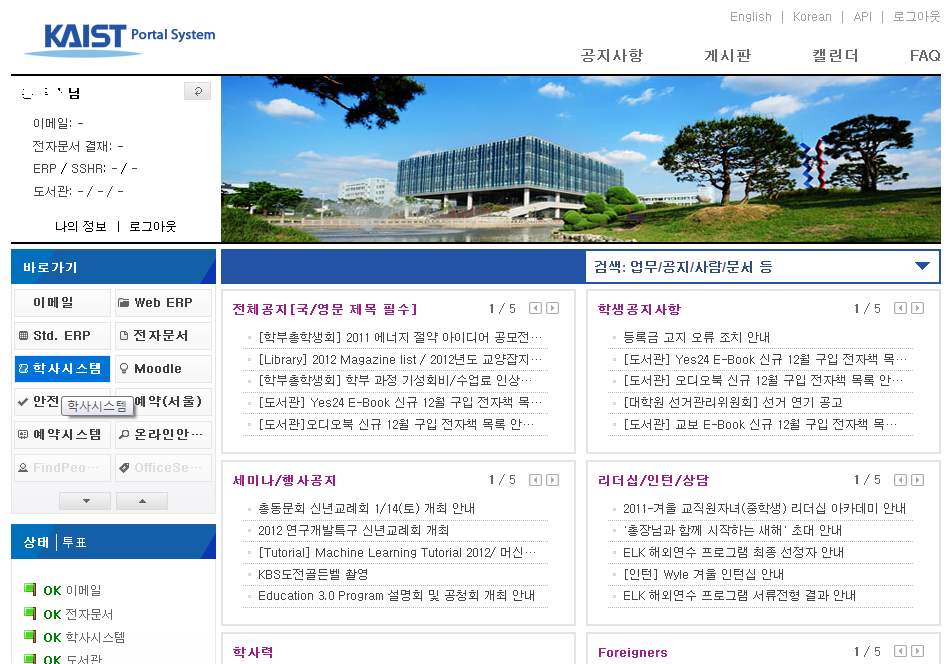 English | Korean | API | 로그아웃
KAIST Portal System
공지사항 게시판 캘린더 FAQ
님
이메일: -
전자문서 결재: -
ERP / SSHR: - / -
도서관: - / - / -
나의 정보 | 로그아웃
바로가기
검색: 업무/공지/사람/문서 등
이메일 Web ERP
Std. ERP 전자문서
학사시스템 Moodle
안전 예약(서울)
학사시스템
예약시스템 온라인안···
FindPeo··· OfficeSe···
상태 | 투표
OK 이메일
OK 전자문서
OK 학사시스템
OK 도서관
전체공지[국/영문 제목 필수] 1 / 5
[학부총학생회] 2011 에너지 절약 아이디어 공모전···
[Library] 2012 Magazine list / 2012년도 교양잡지···
[학부총학생회] 학부 과정 기성회비/수업료 인상···
[도서관] Yes24 E-Book 신규 12월 구입 전자책 목···
[도서관]오디오북 신규 12월 구입 전자책 목록 안···
학생공지사항 1 / 5
등록금 고지 오류 조치 안내
[도서관] Yes24 E-Book 신규 12월 구입 전자책 목···
[도서관] 오디오북 신규 12월 구입 전자책 목록 안···
[대학원 선거관리위원회] 선거 연기 공고
[도서관] 교보 E-Book 신규 12월 구입 전자책 목···
세미나/행사공지 1 / 5
총동문회 신년교례회 1/14(토) 개최 안내
2012 연구개발특구 신년교례회 개최
[Tutorial] Machine Learning Tutorial 2012/ 머신···
KBS도전골든벨 촬영
Education 3.0 Program 설명회 및 공청회 개최 안내
리더십/인턴/상담 1 / 5
2011-겨울 교직원자녀(중학생) 리더십 아카데미 안내
'총장님과 함께 시작하는 새해' 초대 안내
ELK 해외연수 프로그램 최종 선정자 안내
[인턴] Wyle 겨울 인턴십 안내
ELK 해외연수 프로그램 서류전형 결과 안내
학사력
Foreigners 1 / 5